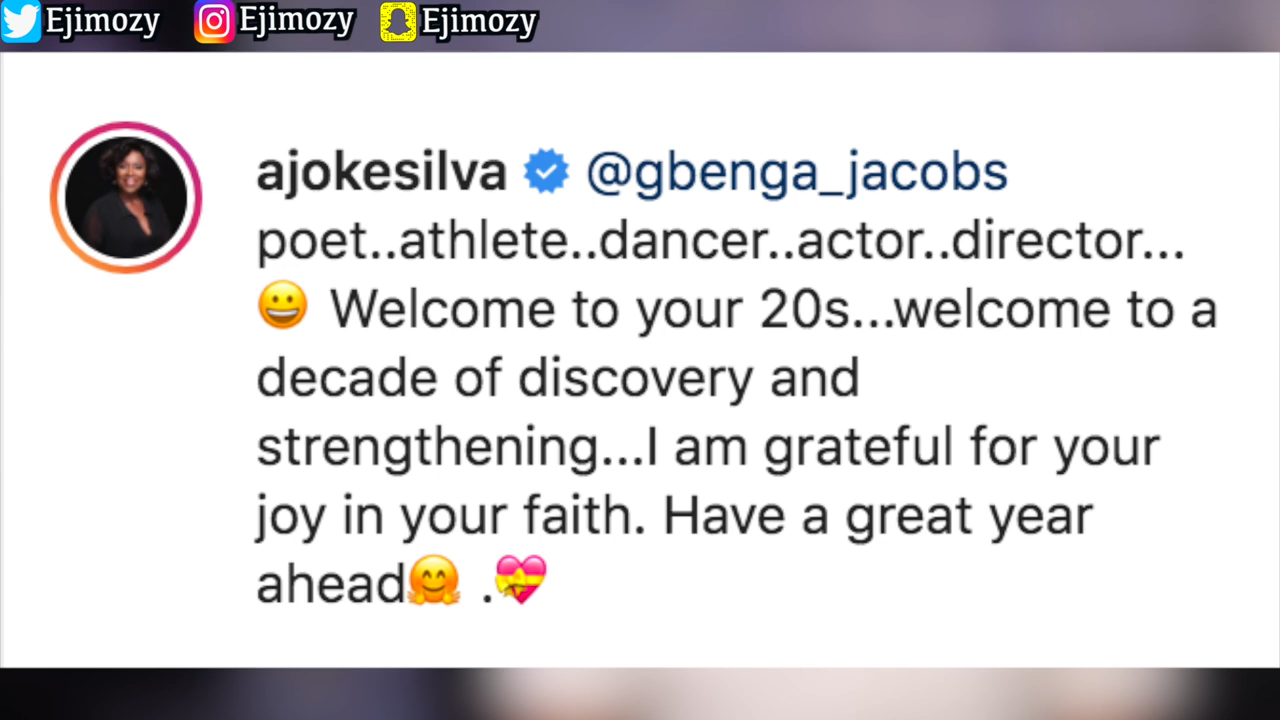 Ejimozy Ejimozy Ejimozy
ajokesilva @gbenga_jacobs
poet..athlete..dancer..actor..director...
😀 Welcome to your 20s...welcome to a
decade of discovery and
strengthening...I am grateful for your
joy in your faith. Have a great year
ahead🤗 .💝